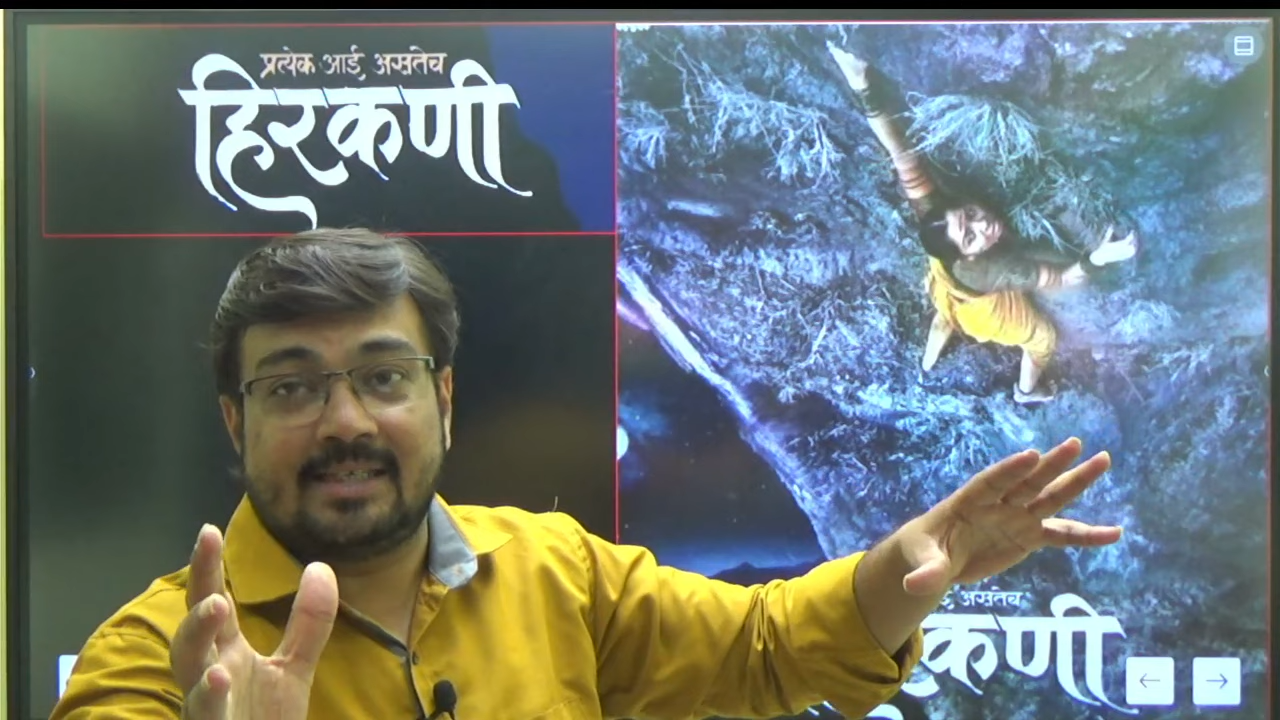 प्रत्येक आई असतेच
हिरकणी
असतेच
कणी